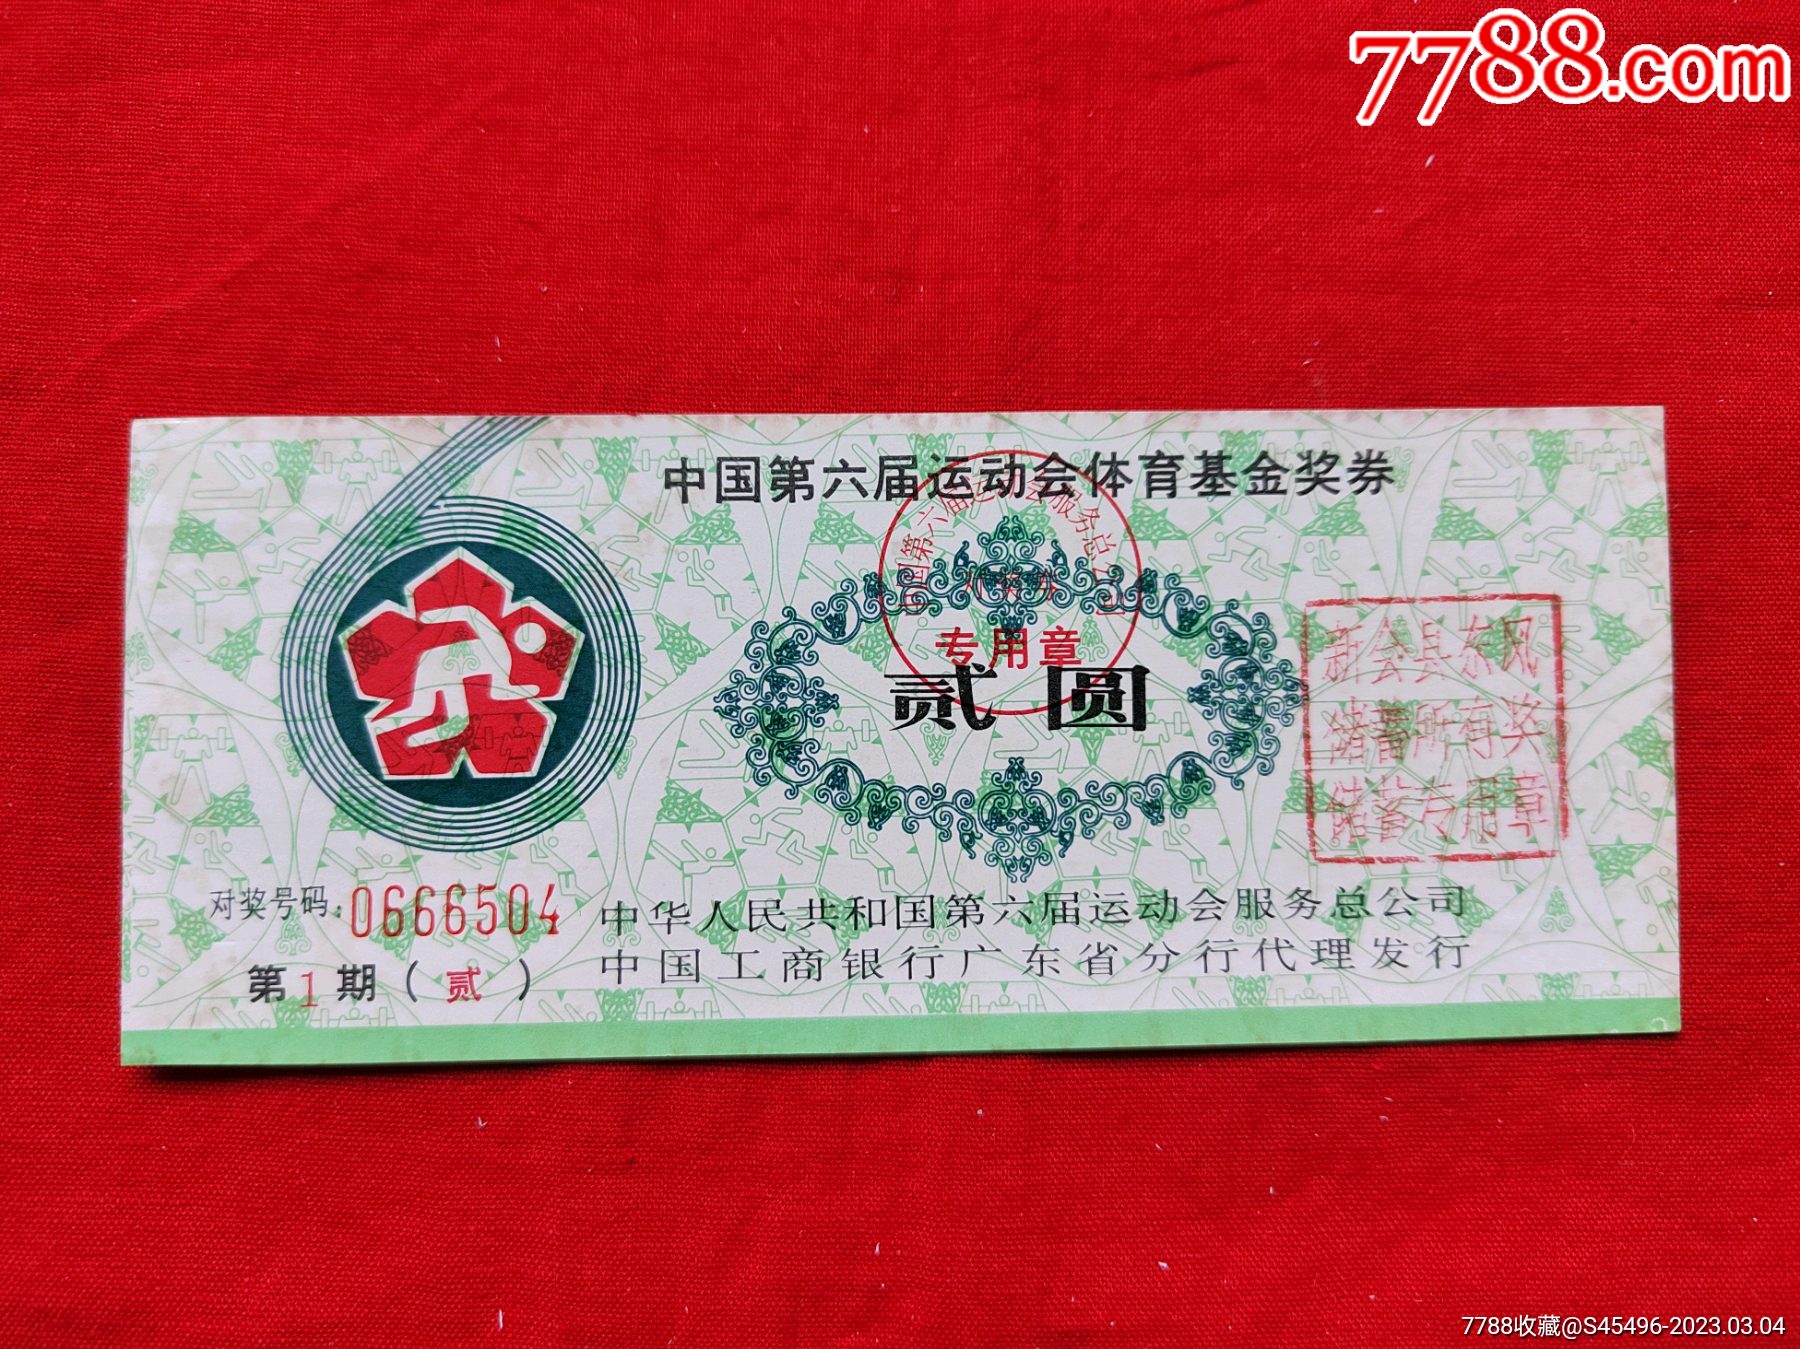 7788.com
中国第六届运动会体育基金奖券
专用章
贰圆
新会县东风
储蓄所有奖
储蓄专用章
对奖号码:0666504
中华人民共和国第六届运动会服务总公司
第1期(贰)
中国工商银行广东省分行代理发行
7788收藏@S45496-2023.03.04